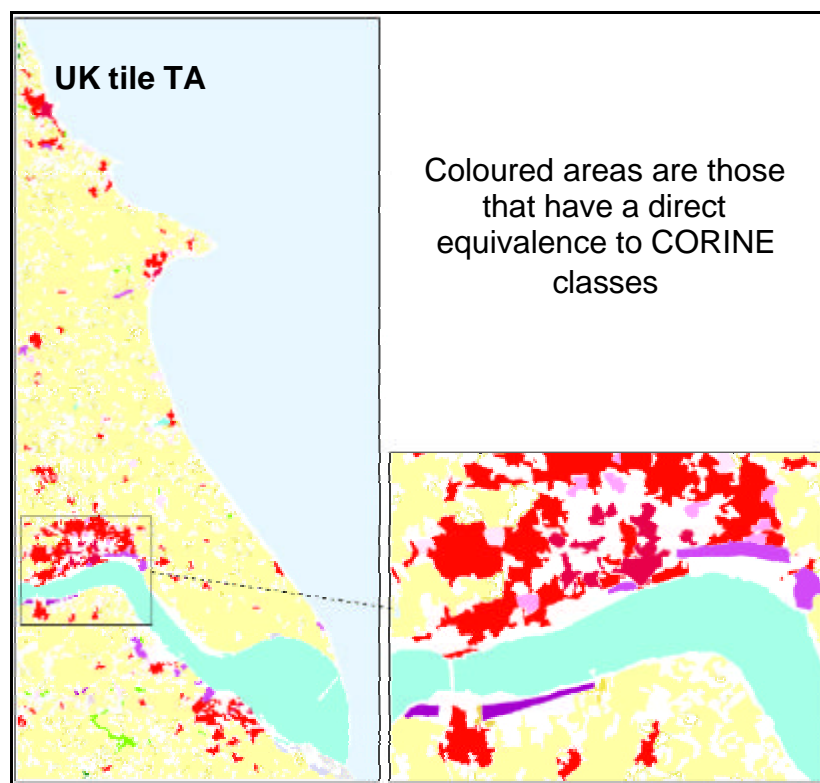 UK tile TA
Coloured areas are those
that have a direct
equivalence to CORINE
classes